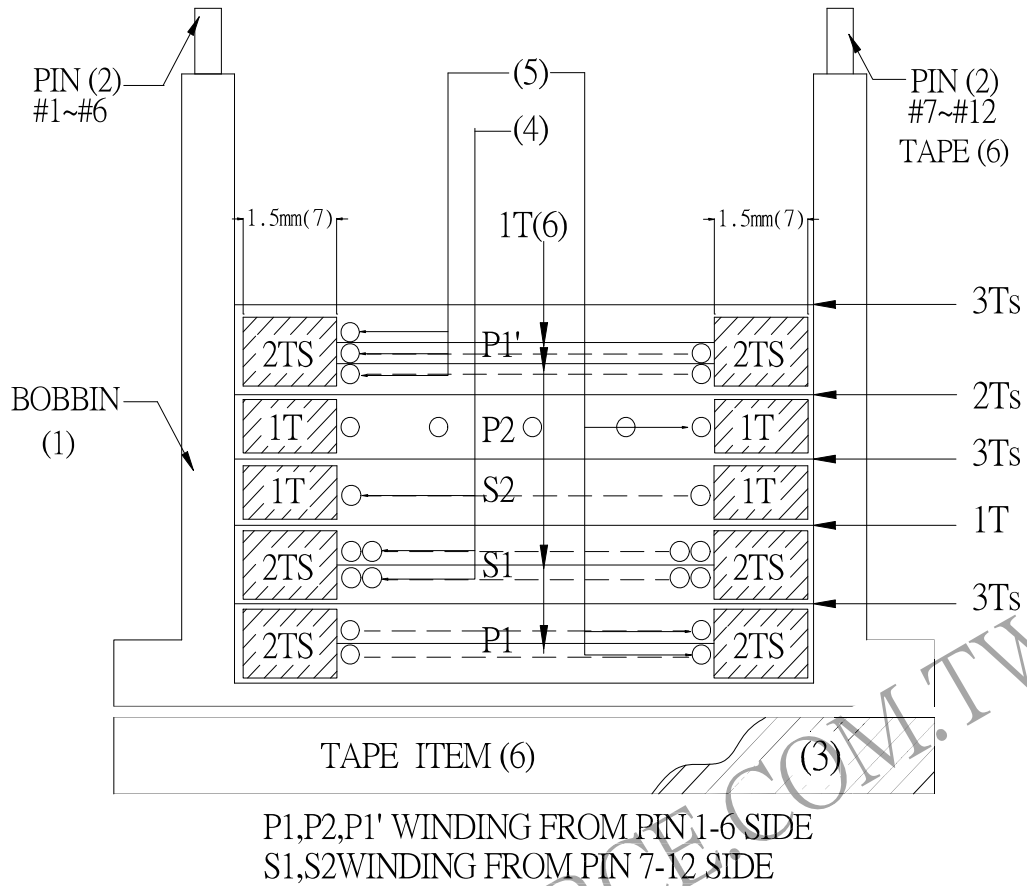 PIN (2)
#1~#6
(5)
(4)
PIN (2)
#7~#12
TAPE (6)
1.5mm(7)
1T(6)
1.5mm(7)
3Ts
2TS
P1'
2TS
2Ts
BOBBIN
(1)
1T
P2
1T
3Ts
1T
S2
1T
1T
2TS
S1
2TS
3Ts
2TS
P1
2TS
TAPE ITEM (6)
(3)
P1,P2,P1' WINDING FROM PIN 1-6 SIDE
S1,S2WINDING FROM PIN 7-12 SIDE
CE.COM.TW